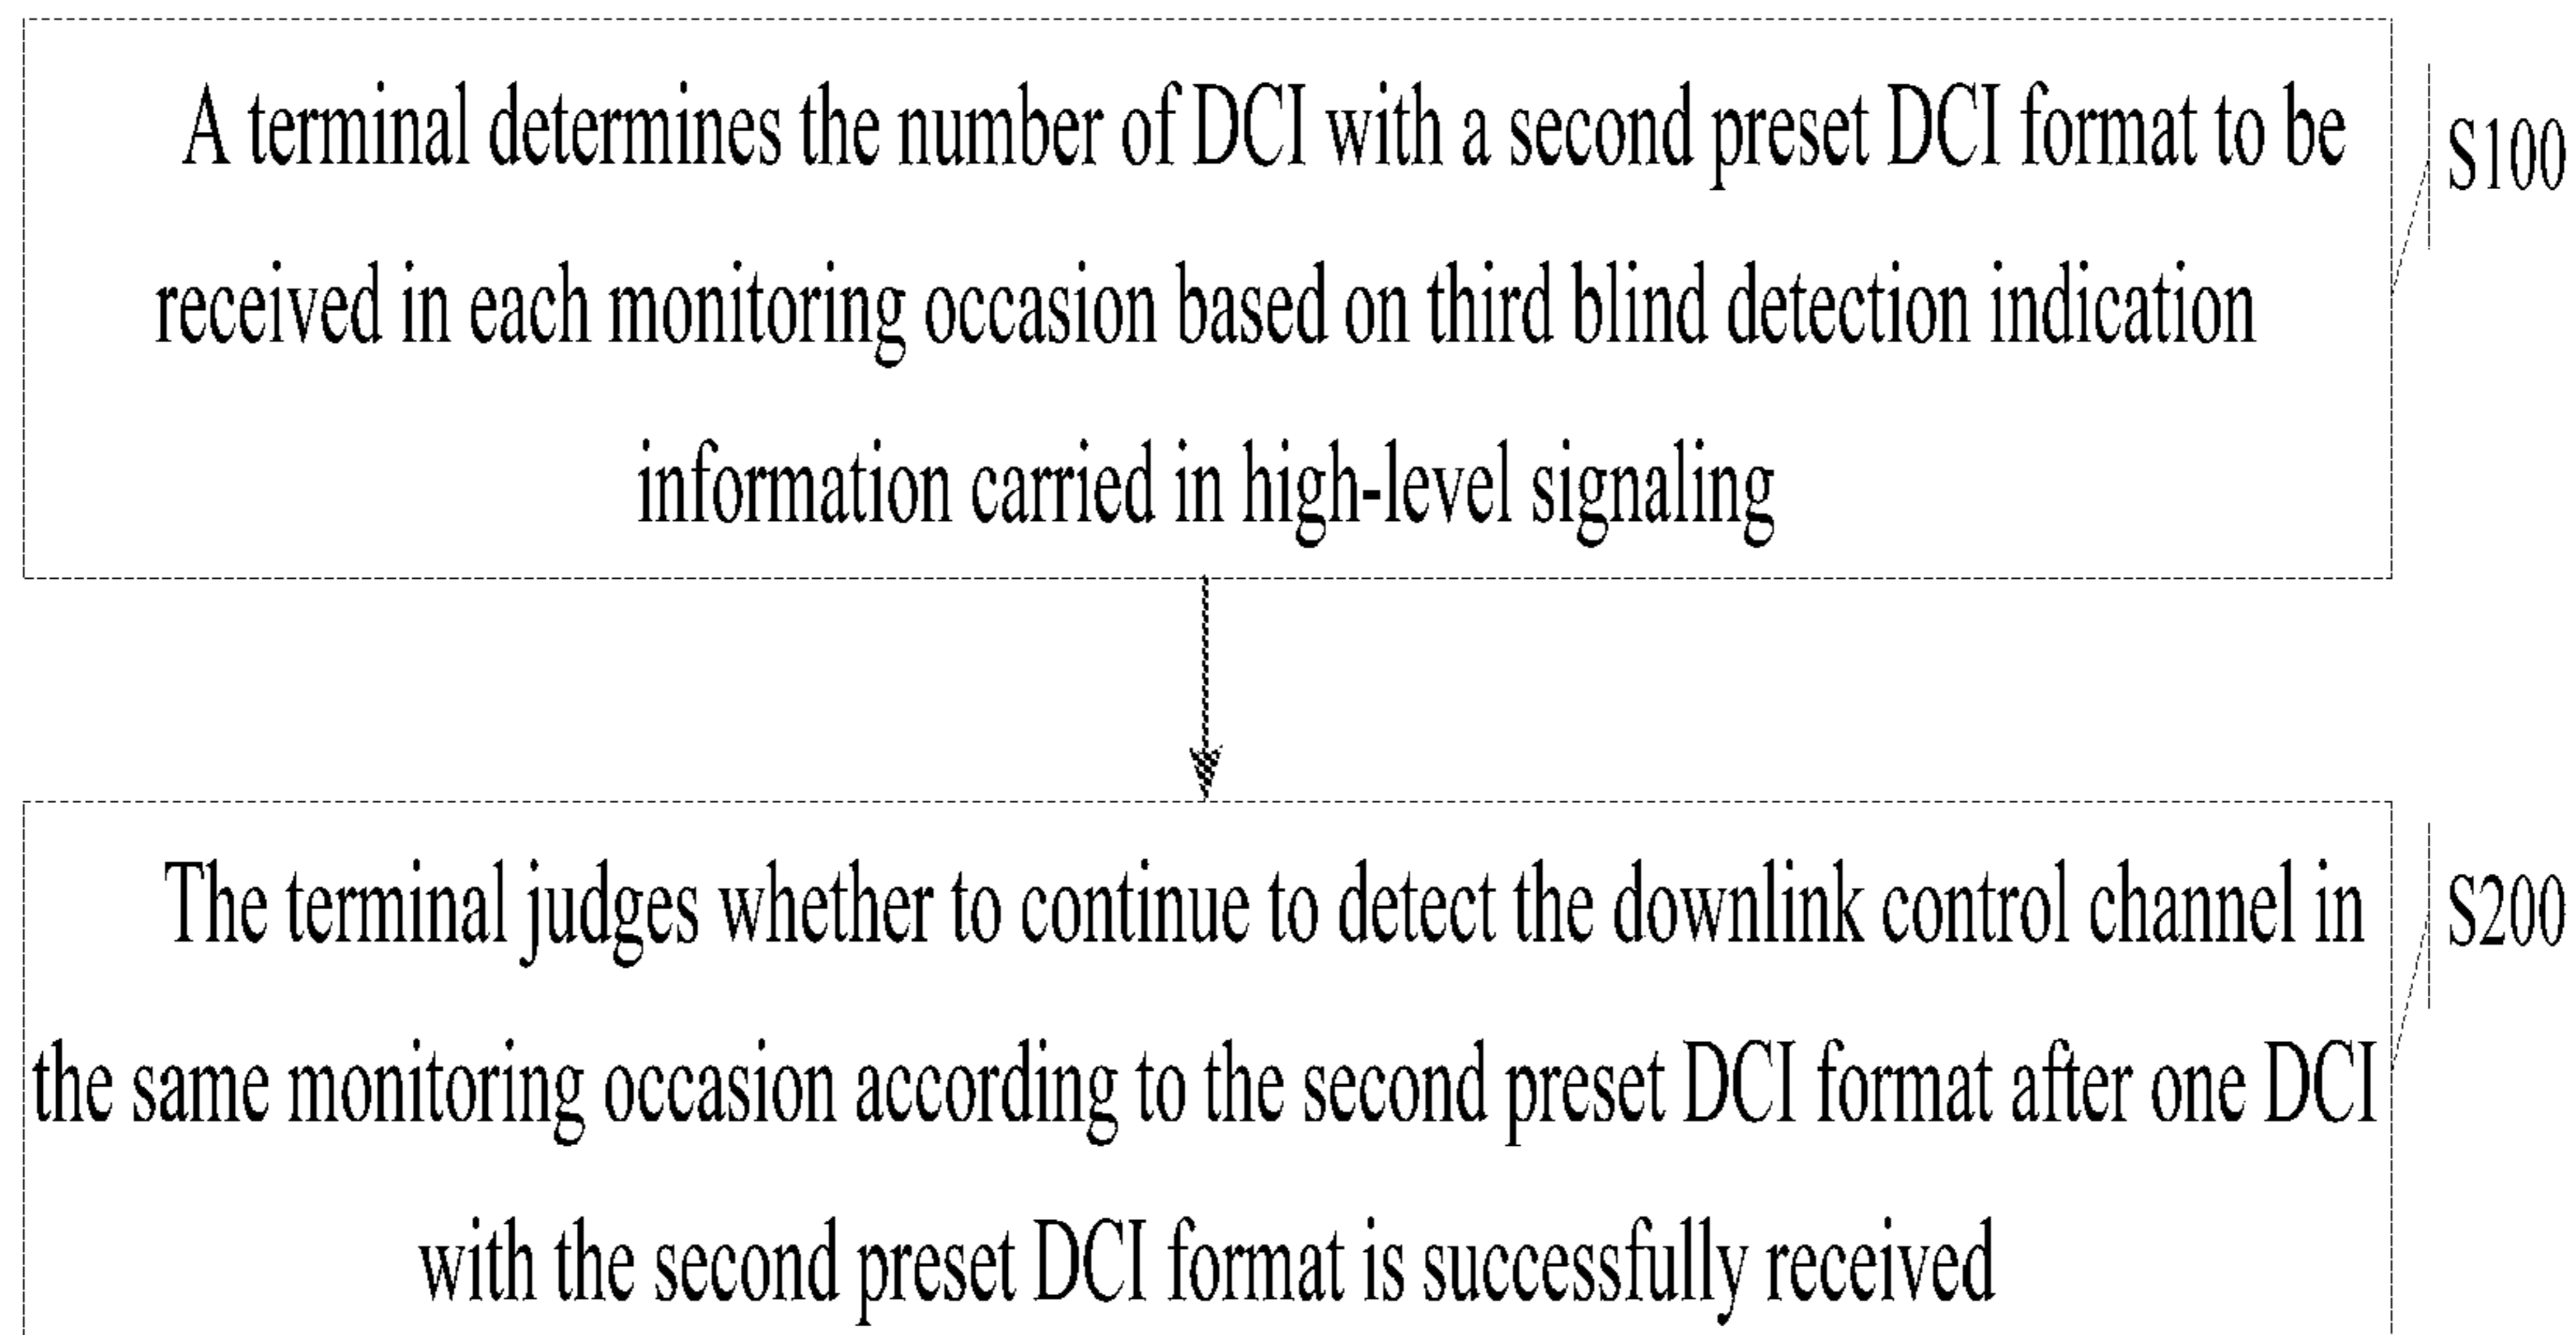 A terminal determines the number of DCI with a second preset DCI format to be
S100
received in each monitoring occasion based on third blind detection indication
information carried in high-level signaling
The terminal judges whether to continue to detect the downlink control channel in
S200
the same monitoring occasion according to the second preset DCI format after one DCI
with the second preset DCI format is successfully received